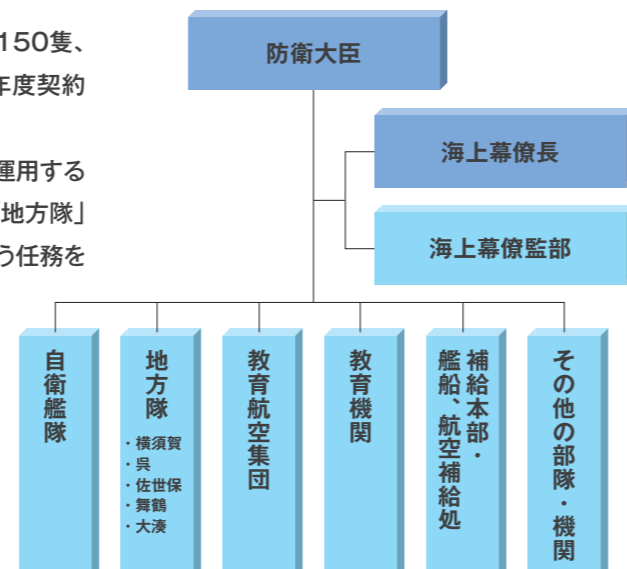 150隻、
年度契約
運用する
地方隊」
う任務を
防衛大臣
海上幕僚長
海上幕僚監部
自衛艦隊
地方隊
・横須賀
・呉
・佐世保
・舞鶴
・大湊
教育航空集団
教育機関
補給本部・
艦船、航空補給処
その他の部隊・機関